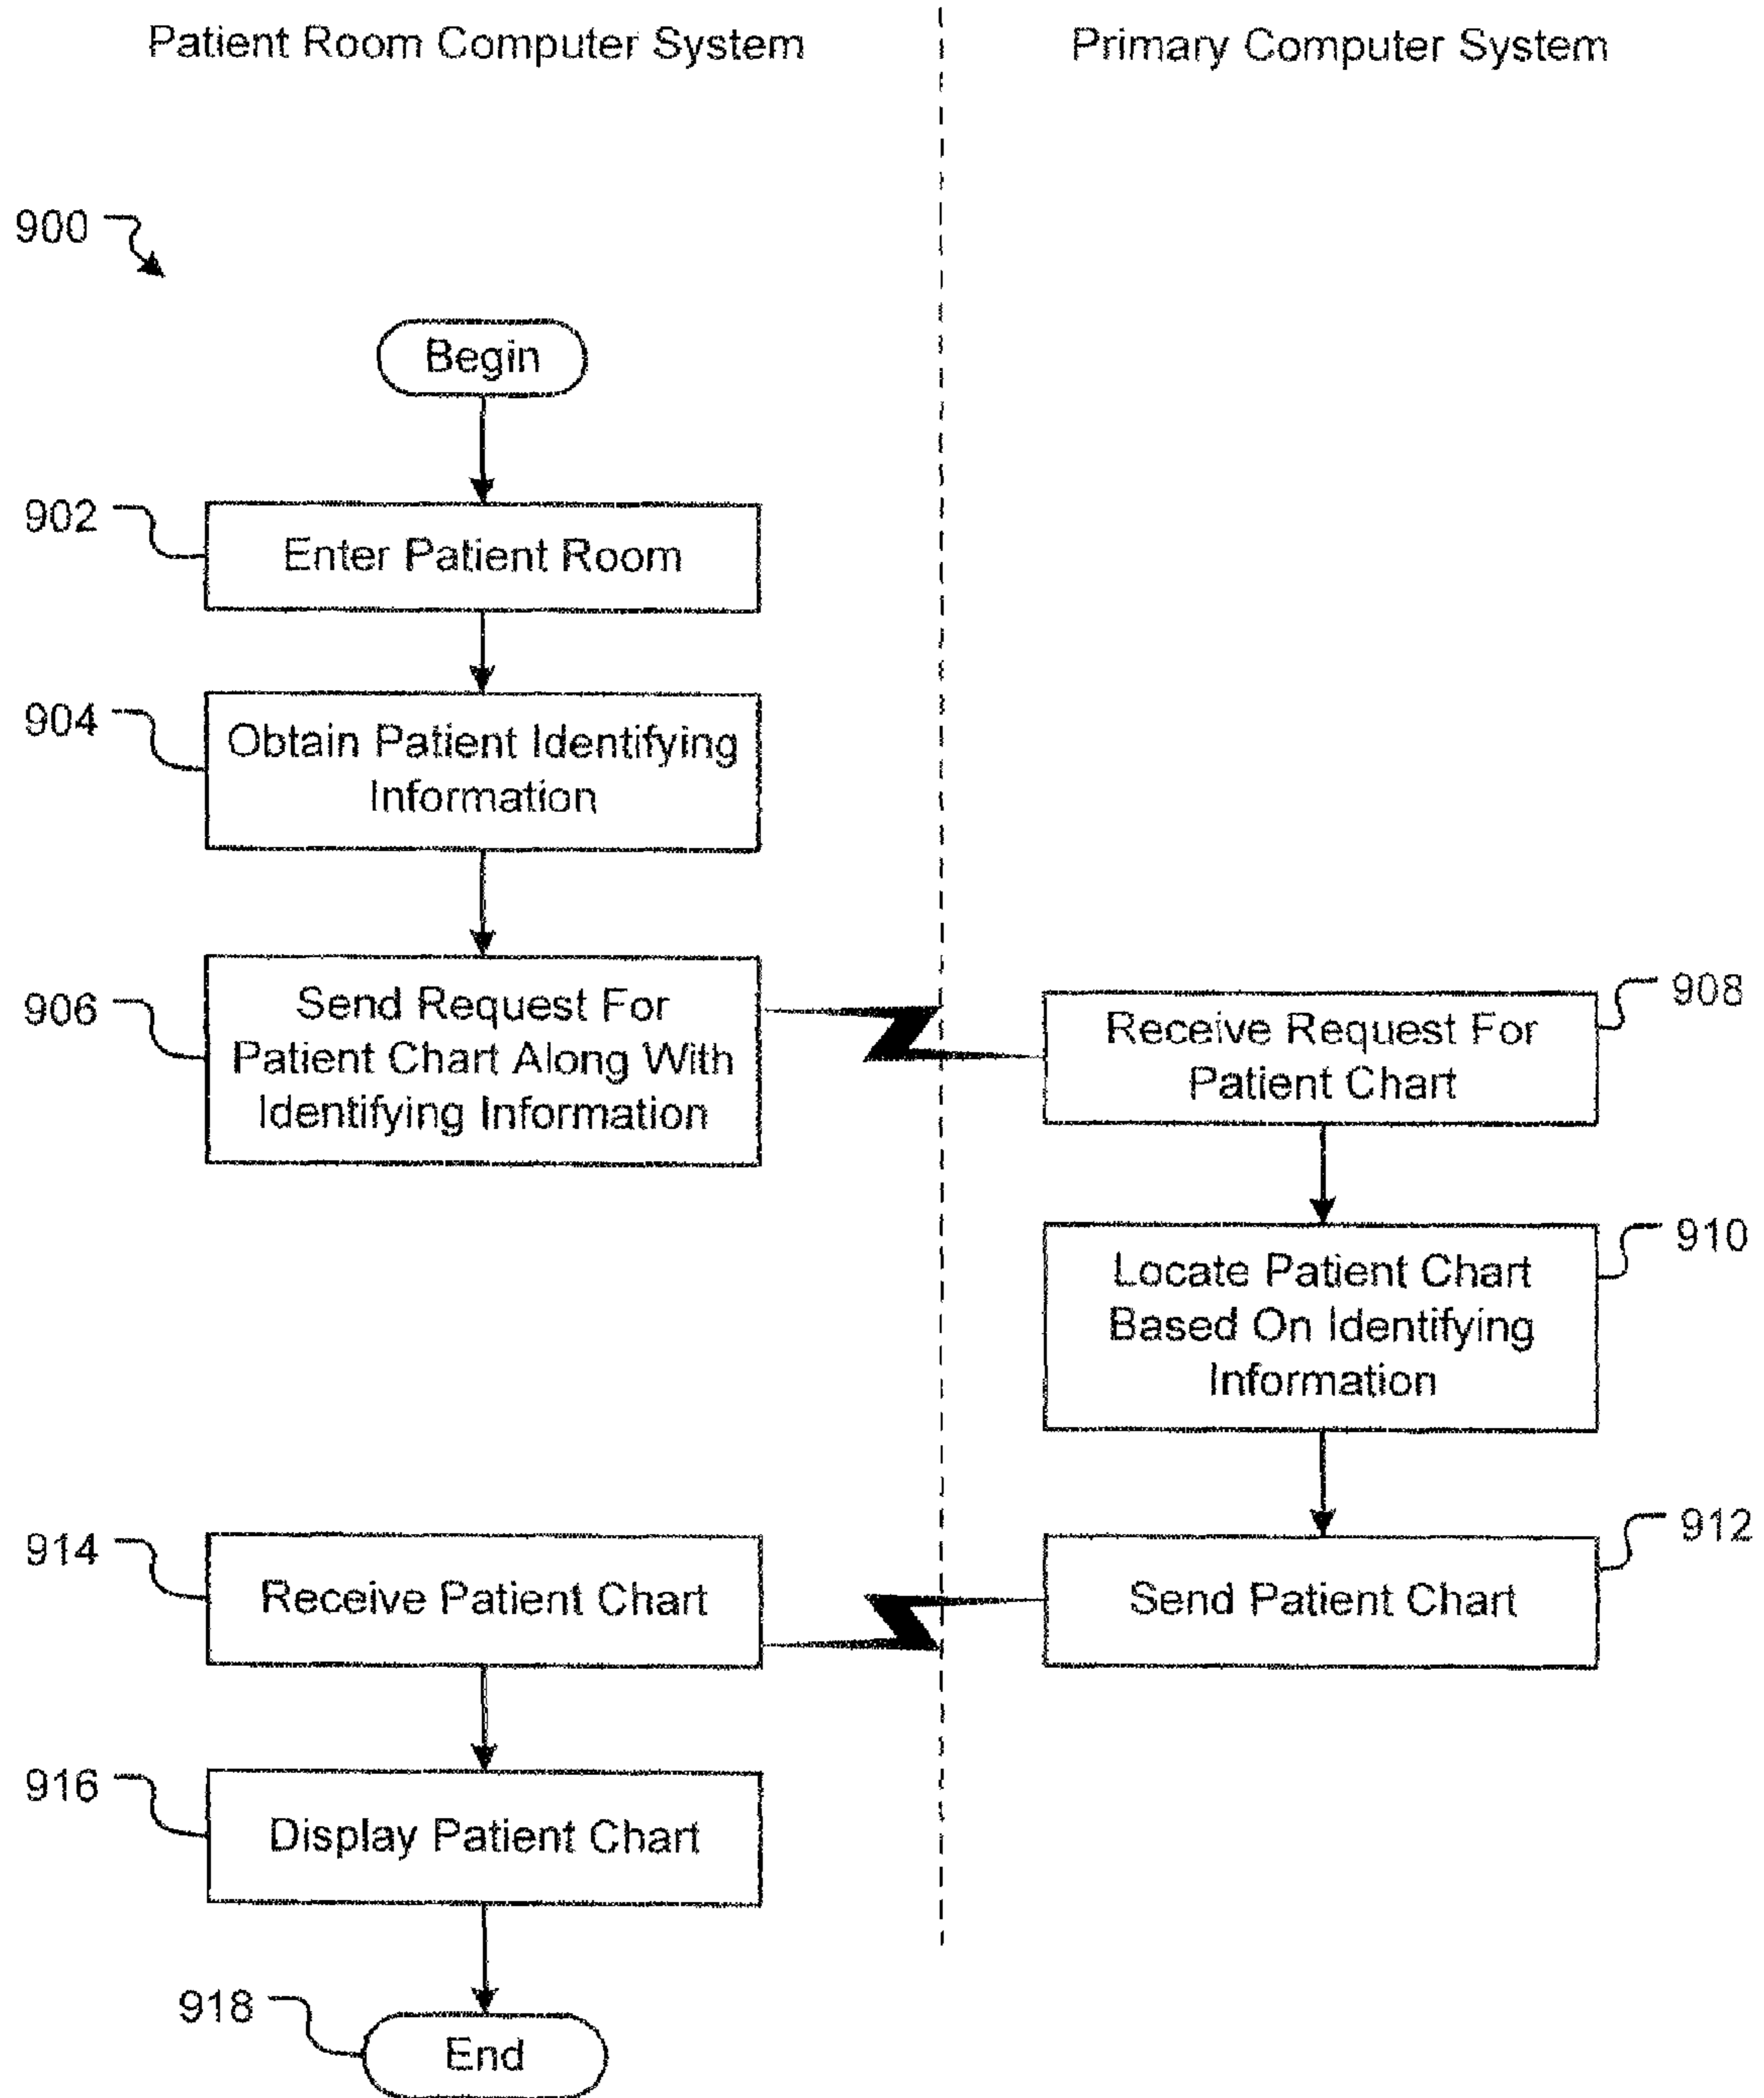 Patient Room Computer System
Primary Computer System
900
Begin
902
Enter Patient Room
904
Obtain Patient Identifying
Information
906
Send Request For
Patient Chart Along With
Identifying Information
908
Receive Request For
Patient Chart
910
Locate Patient Chart
Based On Identifying
Information
912
Send Patient Chart
914
Receive Patient Chart
916
Display Patient Chart
918
End